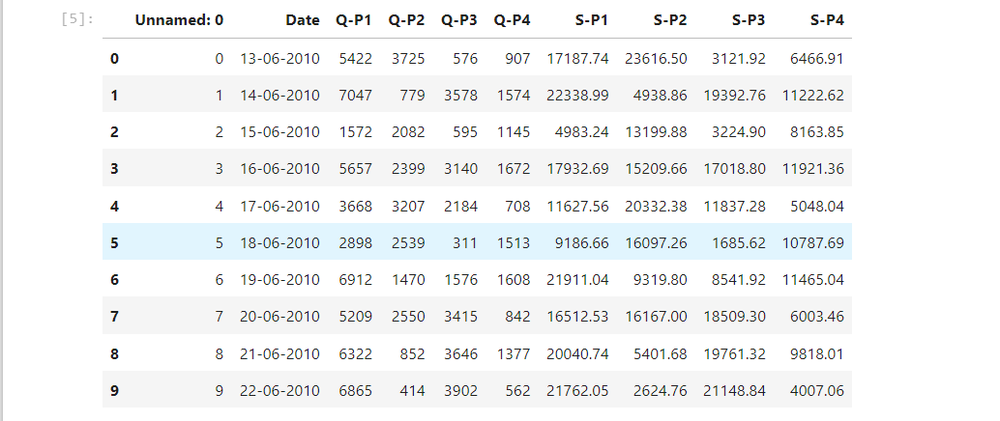 [5]: Unnamed: 0 Date Q-P1 Q-P2 Q-P3 Q-P4 S-P1 S-P2 S-P3 S-P4
0 0 13-06-2010 5422 3725 576 907 17187.74 23616.50 3121.92 6466.91
1 1 14-06-2010 7047 779 3578 1574 22338.99 4938.86 19392.76 11222.62
2 2 15-06-2010 1572 2082 595 1145 4983.24 13199.88 3224.90 8163.85
3 3 16-06-2010 5657 2399 3140 1672 17932.69 15209.66 17018.80 11921.36
4 4 17-06-2010 3668 3207 2184 708 11627.56 20332.38 11837.28 5048.04
5 5 18-06-2010 2898 2539 311 1513 9186.66 16097.26 1685.62 10787.69
6 6 19-06-2010 6912 1470 1576 1608 21911.04 9319.80 8541.92 11465.04
7 7 20-06-2010 5209 2550 3415 842 16512.53 16167.00 18509.30 6003.46
8 8 21-06-2010 6322 852 3646 1377 20040.74 5401.68 19761.32 9818.01
9 9 22-06-2010 6865 414 3902 562 21762.05 2624.76 21148.84 4007.06